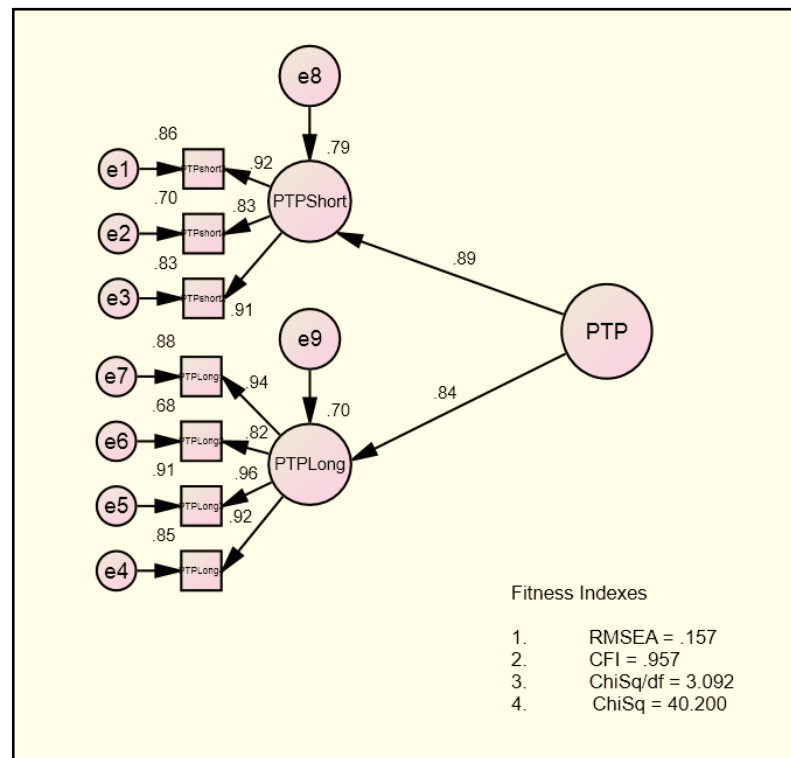 e8
.86
.79
e1
PTPshort
.92
PTPShort
.70
.83
e2
PTPshort
.83
.89
e3
PTPshort
.91
e9
PTP
.88
e7
PTPLong
.94
.84
.70
.68
e6
PTPLong
.82
PTPLong
.91
.96
e5
PTPLong
.92
.85
e4
PTPLong
Fitness Indexes
1. RMSEA = .157
2. CFI = .957
3. ChiSq/df = 3.092
4. ChiSq = 40.200